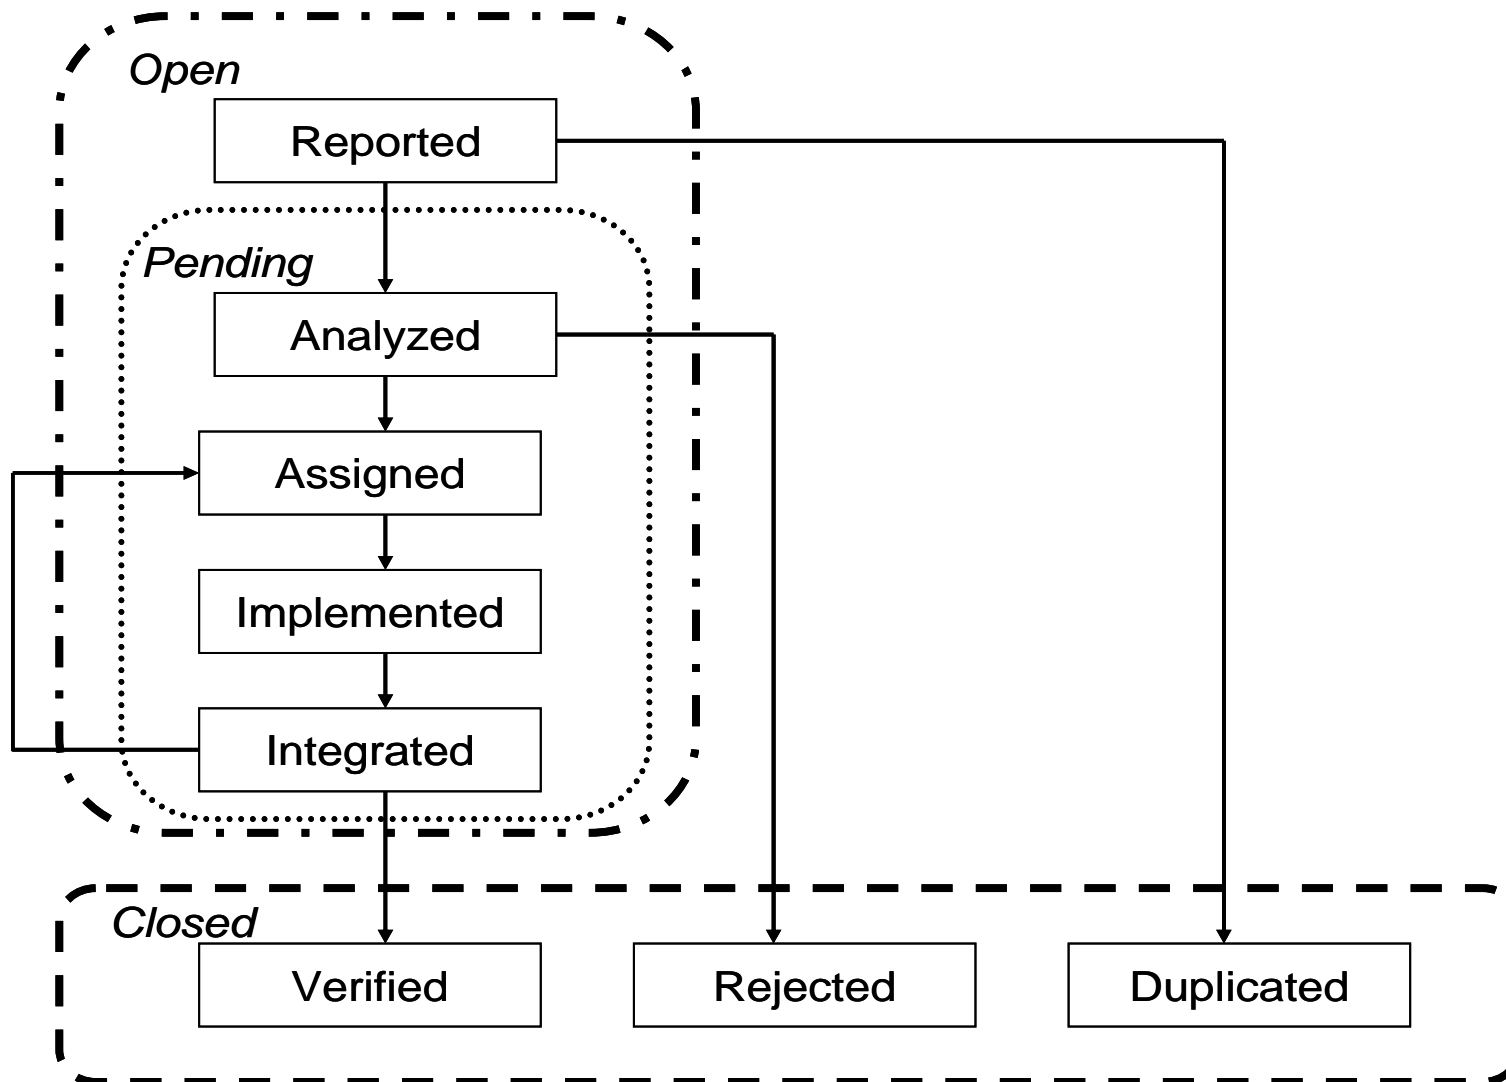 Open
Reported
Pending
Analyzed
Assigned
Implemented
Integrated
Closed
Verified
Rejected
Duplicated